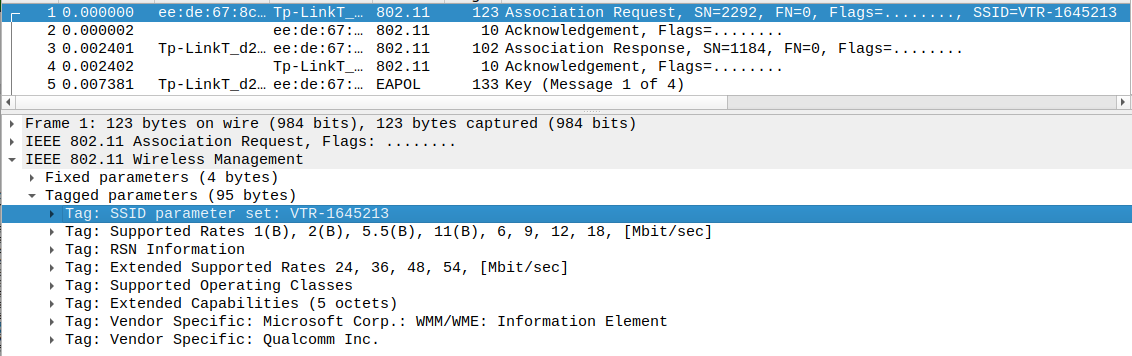 1 0.000000 ee:de:67:8c… Tp-LinkT_… 802.11 123 Association Request, SN=2292, FN=0, Flags=........, SSID=VTR-1645213
2 0.000002 ee:de:67:… 802.11 10 Acknowledgement, Flags=........
3 0.002401 Tp-LinkT_d2… ee:de:67:… 802.11 102 Association Response, SN=1184, FN=0, Flags=........
4 0.002402 Tp-LinkT_… 802.11 10 Acknowledgement, Flags=........
5 0.007381 Tp-LinkT_d2… ee:de:67:… EAPOL 133 Key (Message 1 of 4)
Frame 1: 123 bytes on wire (984 bits), 123 bytes captured (984 bits)
IEEE 802.11 Association Request, Flags: ........
IEEE 802.11 Wireless Management
Fixed parameters (4 bytes)
Tagged parameters (95 bytes)
Tag: SSID parameter set: VTR-1645213
Tag: Supported Rates 1(B), 2(B), 5.5(B), 11(B), 6, 9, 12, 18, [Mbit/sec]
Tag: RSN Information
Tag: Extended Supported Rates 24, 36, 48, 54, [Mbit/sec]
Tag: Supported Operating Classes
Tag: Extended Capabilities (5 octets)
Tag: Vendor Specific: Microsoft Corp.: WMM/WME: Information Element
Tag: Vendor Specific: Qualcomm Inc.